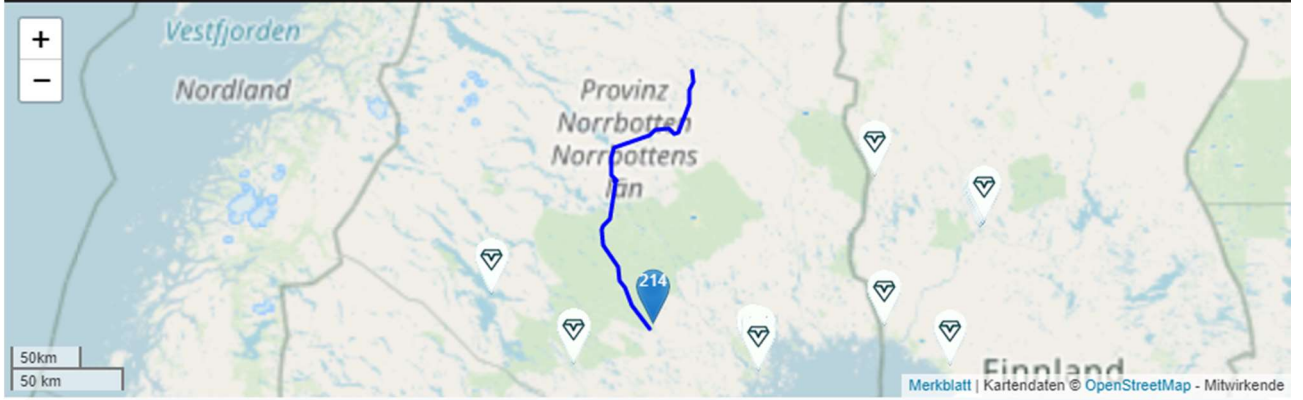 +
−
Vestfjorden
Nordland
Provinz
Norrbotten
Norrbottens
län
214
50km
50 km
Finnland
Merkblatt | Kartendaten © OpenStreetMap - Mitwirkende